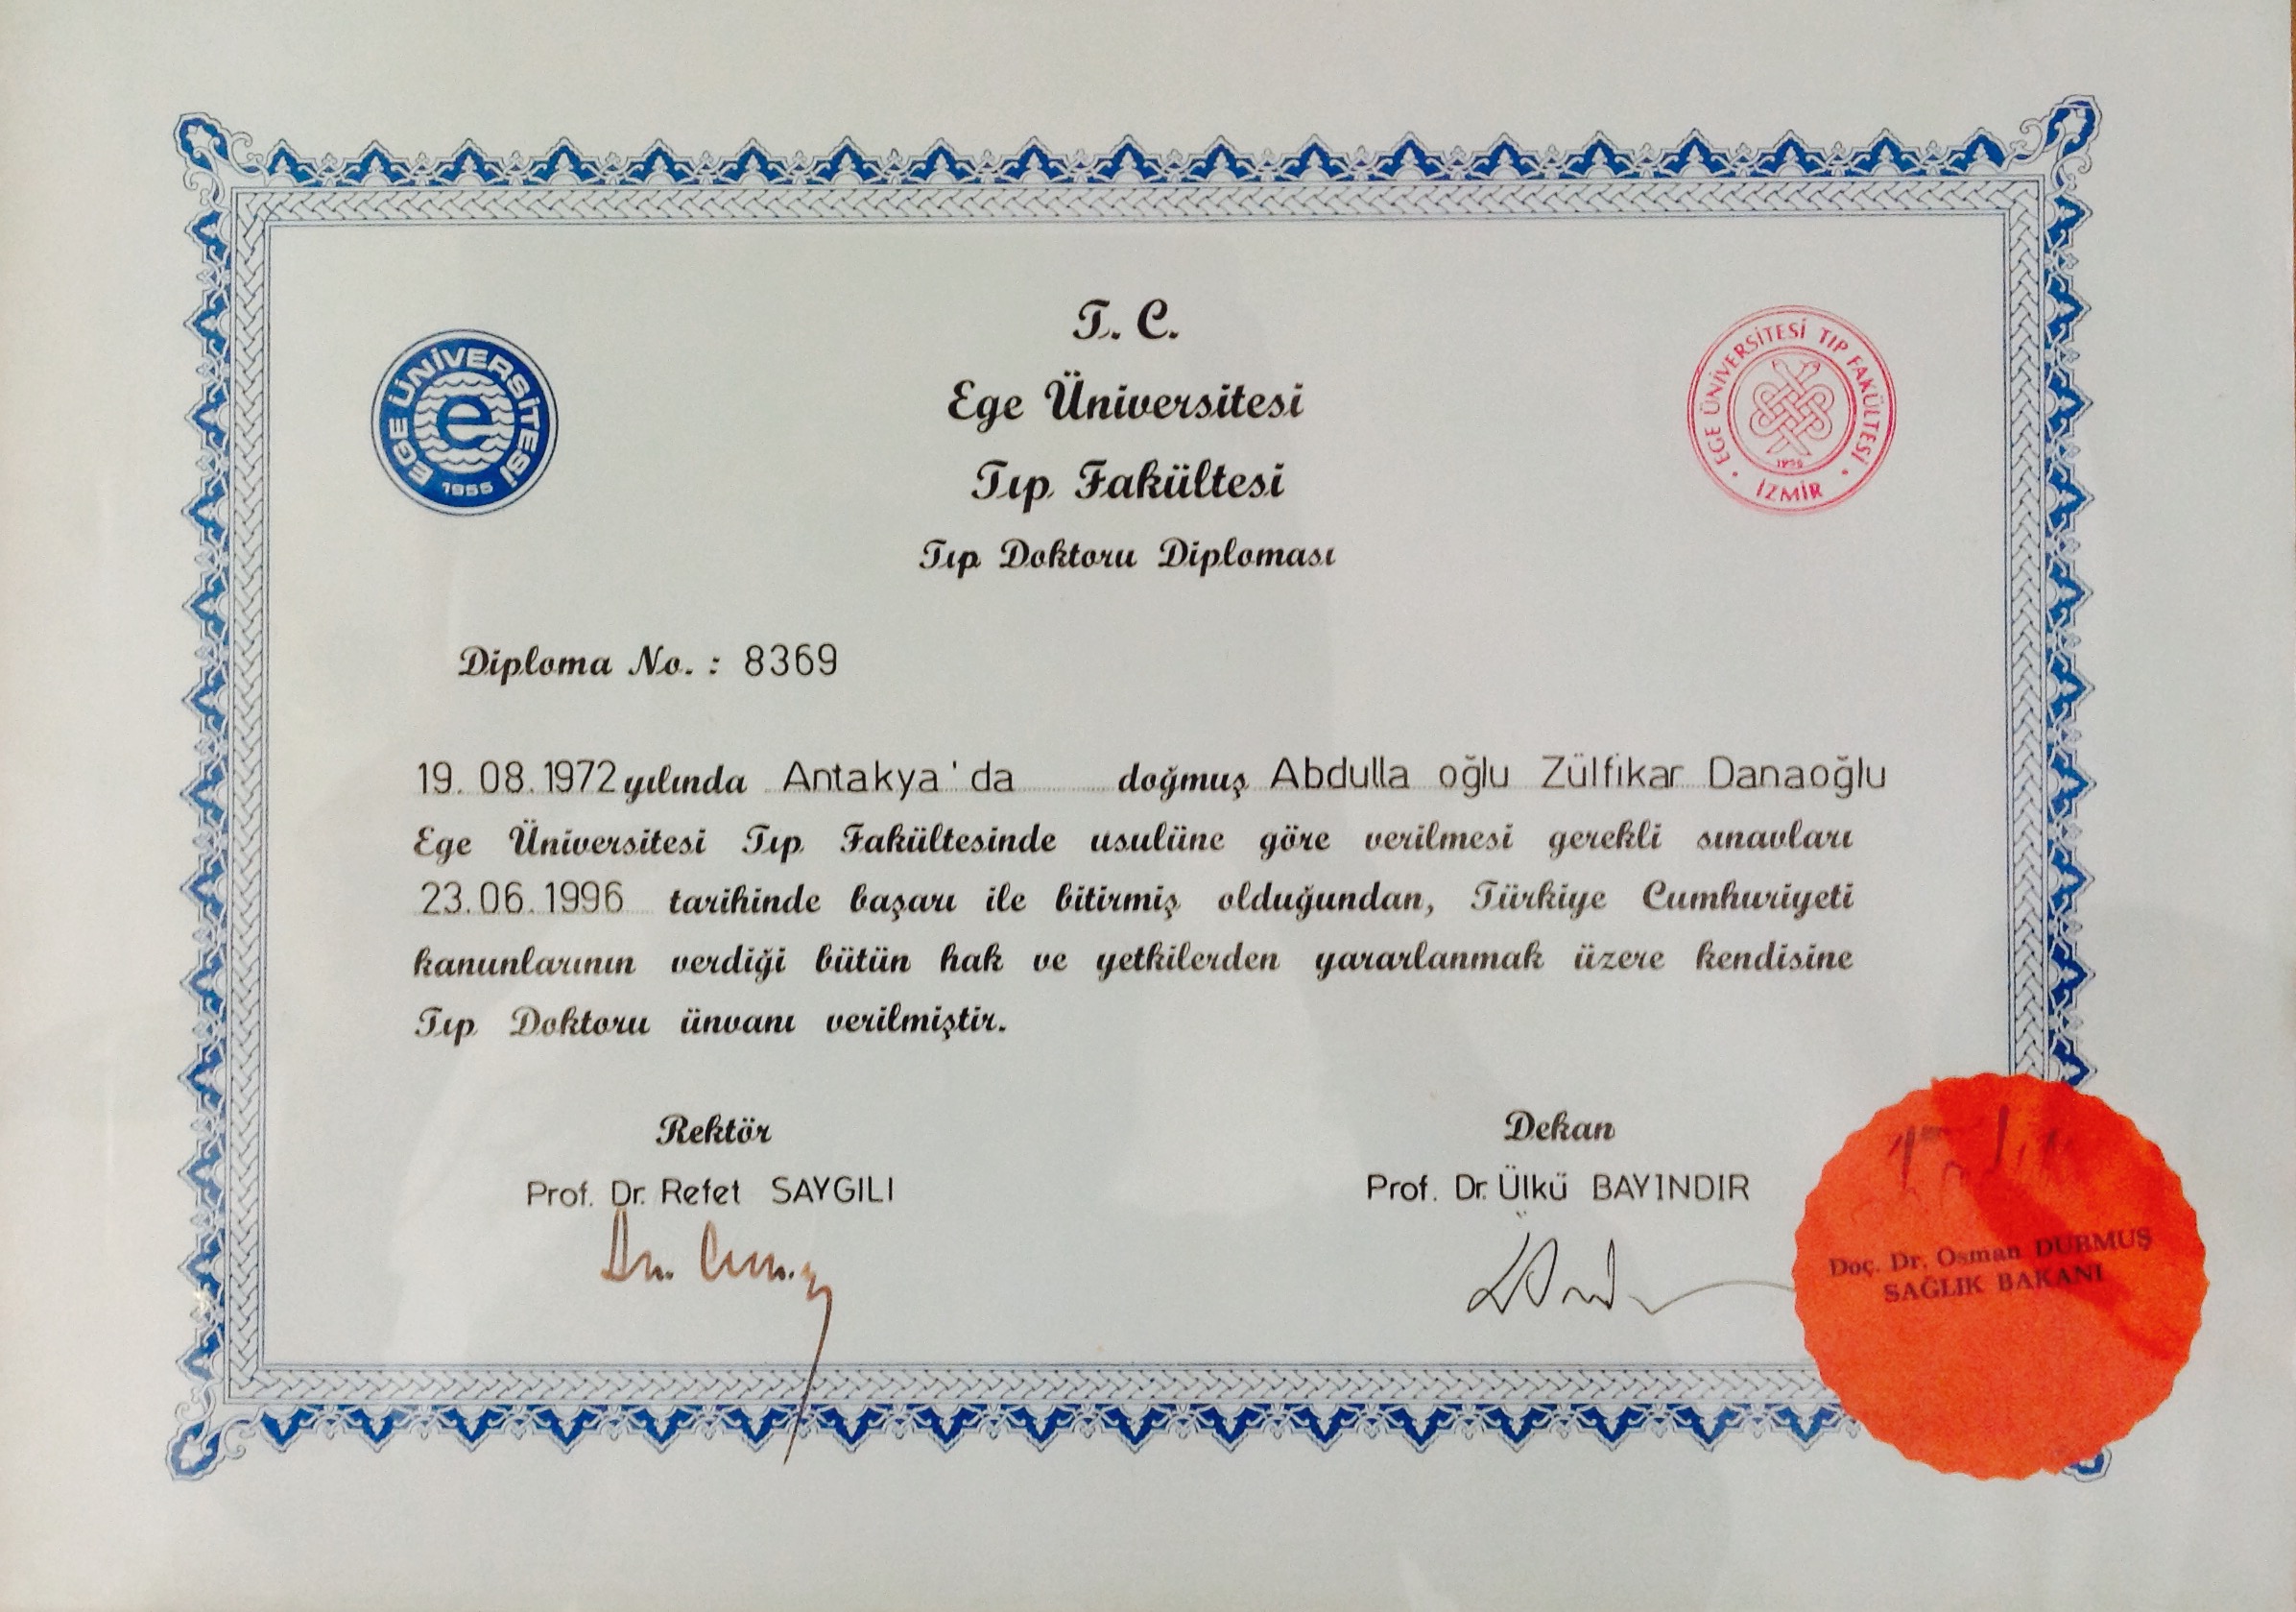 T. C.
EGE ÜNİVERSİTESİ
e
1955
Ege Üniversitesi
EGE ÜNİVERSİTESİ TIP FAKÜLTESİ
İZMİR
Tıp Fakültesi
Tıp Doktoru Diploması
Diploma No. : 8369
19.08.1972 yılında Antakya'da doğmuş Abdulla oğlu Zülfikar Danaoğlu
Ege Üniversitesi Tıp Fakültesinde usulüne göre verilmesi gerekli sınavları
23.06.1996 tarihinde başarı ile bitirmiş olduğundan, Türkiye Cumhuriyeti
kanunlarının verdiği bütün hak ve yetkilerden yararlanmak üzere kendisine
Tıp Doktoru ünvanı verilmiştir.
Rektör
Prof. Dr. Refet SAYGILI
Dekan
Prof. Dr. Ülkü BAYINDIR
Doç. Dr. Osman DURMUŞ
SAĞLIK BAKANI